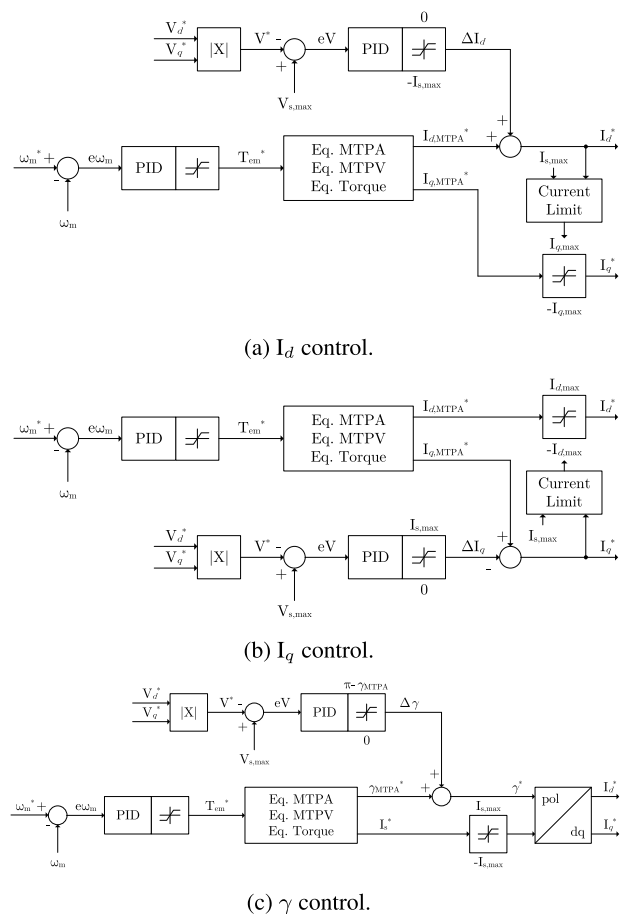 V_d^* V_q^* |X| V^* - + eV PID 0 -I_s,max ΔI_d
V_s,max
ω_m^* + - eω_m PID T_em^* Eq. MTPA I_d,MPTA^* + + I_d^*
ω_m Eq. MTPV I_s,max
Eq. Torque I_q,MTPA^* Current Limit
I_q,max
I_q^*
-I_q,max
(a) I_d control.
I_d,max
ω_m^* + - eω_m PID T_em^* Eq. MTPA I_d,MTPA^* I_d^*
ω_m Eq. MTPV -I_d,max
Eq. Torque I_q,MTPA^* Current Limit
V_d^* V_q^* |X| V^* - + eV PID I_s,max 0 ΔI_q + - I_s,max I_q^*
V_s,max
(b) I_q control.
V_d^* V_q^* |X| V^* - + eV PID π-γ_MTPA 0 Δγ
V_s,max
ω_m^* + - eω_m PID T_em^* Eq. MTPA γ_MTPA^* + + γ^* pol I_d^*
ω_m Eq. MTPV I_s,max
Eq. Torque I_s^* -I_s,max dq I_q^*
(c) γ control.